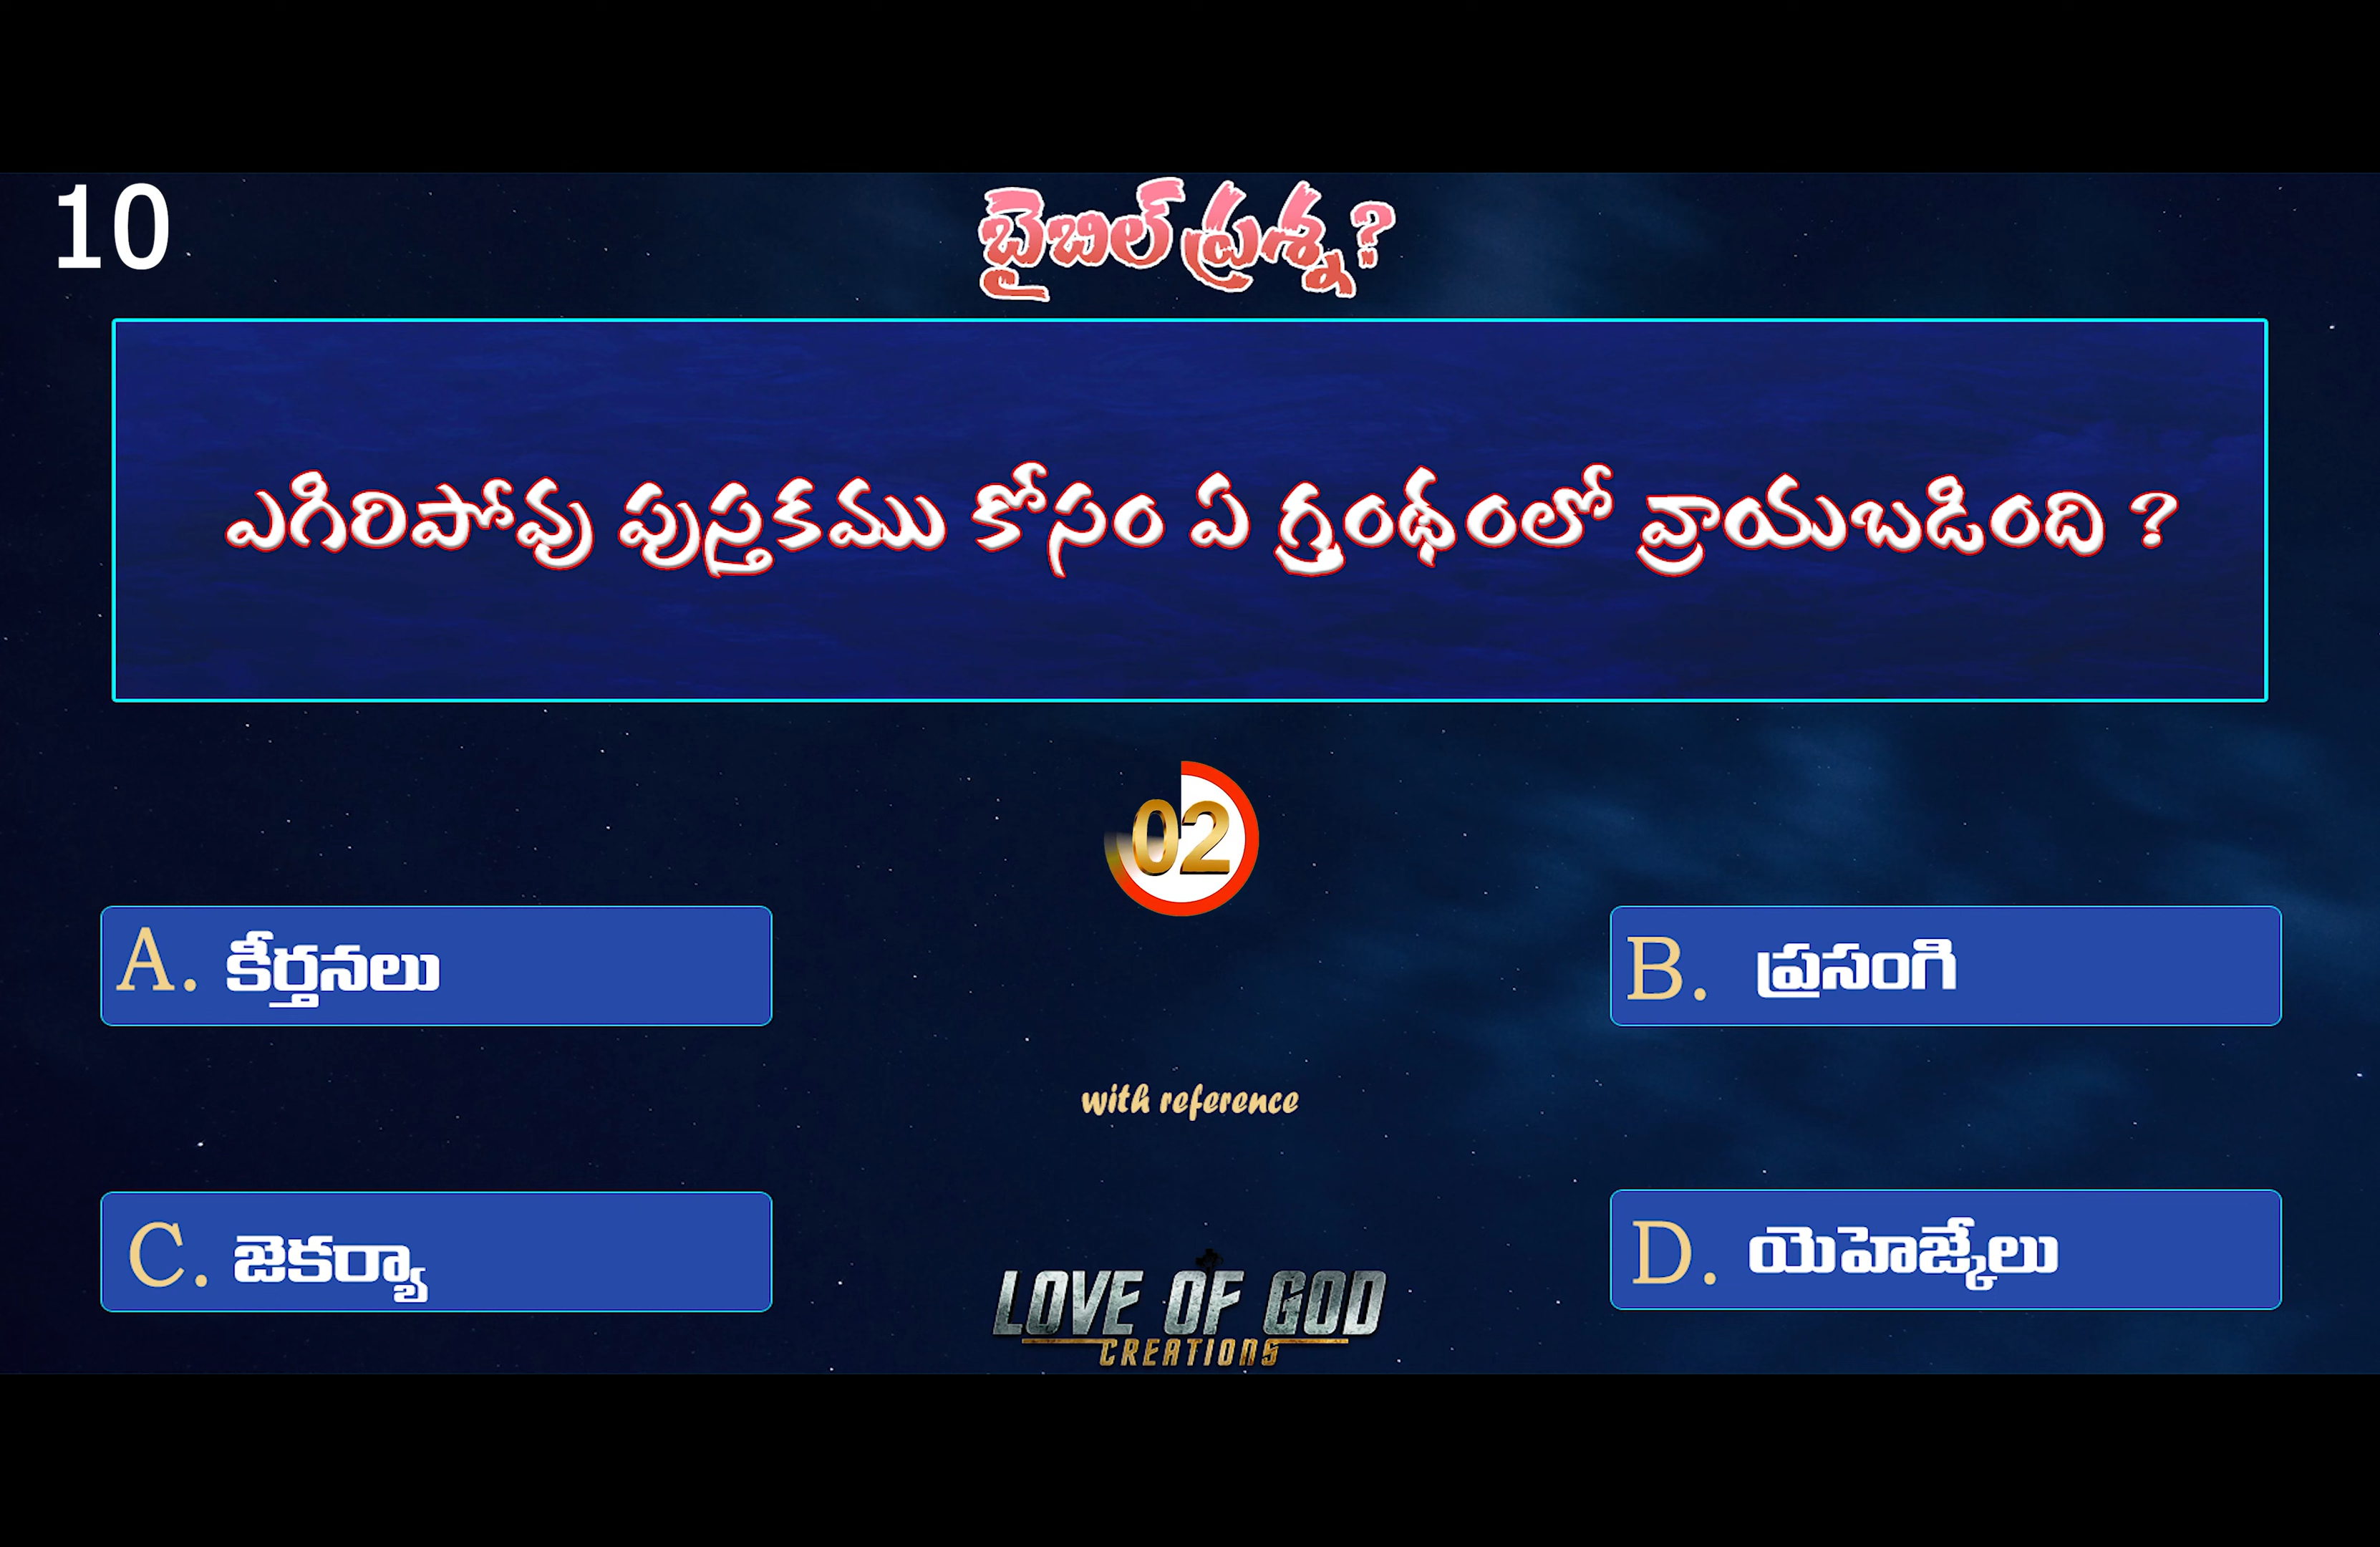 10
బైబిల్ ప్రశ్న?
ఎగిరిపోవు పుస్తకము కోసం ఏ గ్రంథంలో వ్రాయబడింది ?
02
A. కీర్తనలు
B. ప్రసంగి
with reference
C. జెకర్యా
D. యెహెజ్కేలు
LOVE OF GOD
CREATIONS